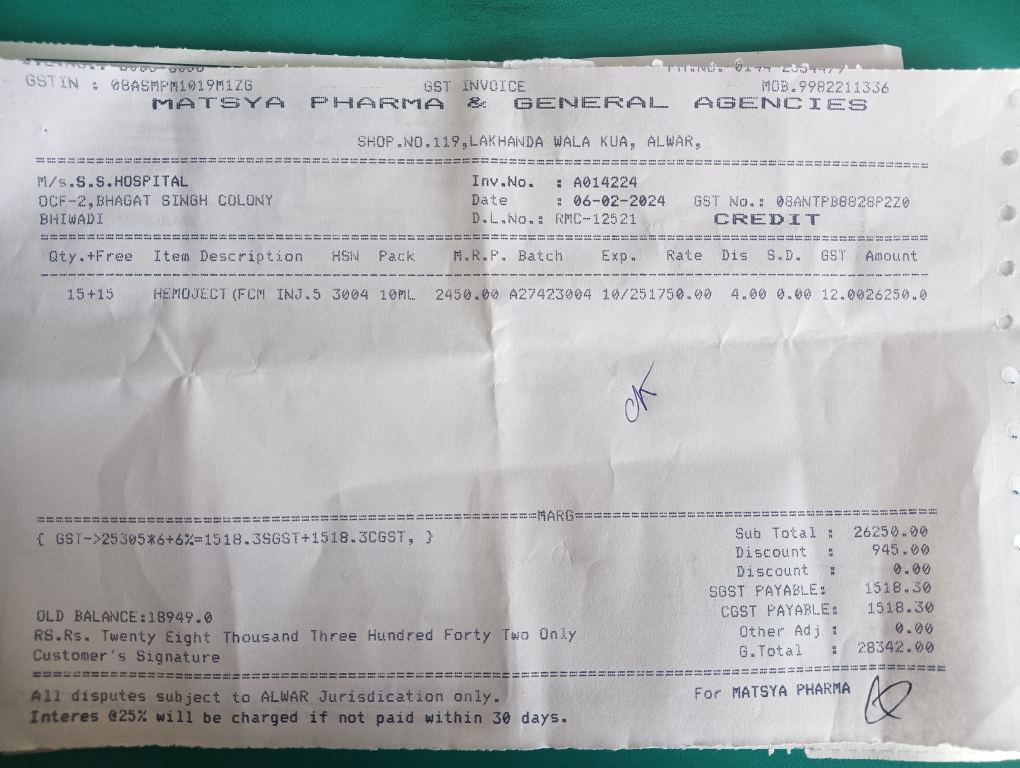 GSTIN : 08ASMPM1019M1ZG GST INVOICE MOB.9982211336
MATSYA PHARMA & GENERAL AGENCIES
SHOP.NO.119,LAKHANDA WALA KUA, ALWAR,
M/s.S.S.HOSPITAL Inv.No. : A014224
OCF-2,BHAGAT SINGH COLONY Date : 06-02-2024 GST No.: 08ANTPB8828P2Z0
BHIWADI D.L.No.: RMC-12521 CREDIT
Qty.+Free Item Description HSN Pack M.R.P. Batch Exp. Rate Dis S.D. GST Amount
15+15 HEMOJECT(FCM INJ.5 3004 10ML 2450.00 A27423004 10/251750.00 4.00 0.00 12.0026250.0
CK
MARG
{ GST->25305*6+6%=1518.3SGST+1518.3CGST, } Sub Total : 26250.00
Discount : 945.00
Discount : 0.00
SGST PAYABLE: 1518.30
OLD BALANCE:18949.0 CGST PAYABLE: 1518.30
RS.Rs. Twenty Eight Thousand Three Hundred Forty Two Only Other Adj : 0.00
Customer's Signature G.Total : 28342.00
All disputes subject to ALWAR Jurisdication only. For MATSYA PHARMA
Interes @25% will be charged if not paid within 30 days.